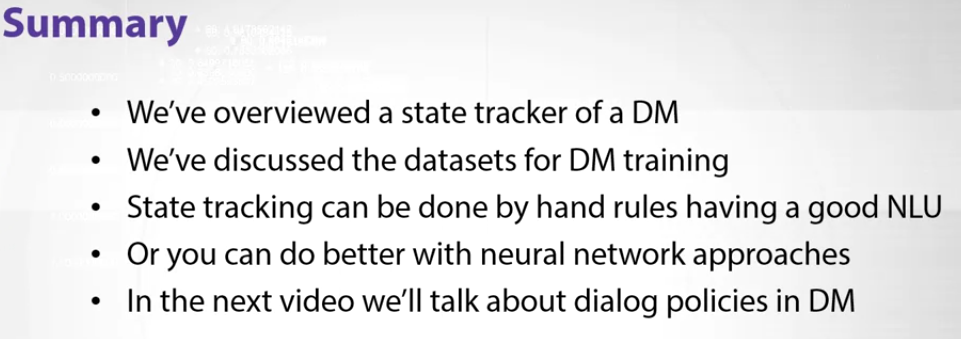 Summary
• We've overviewed a state tracker of a DM
• We've discussed the datasets for DM training
• State tracking can be done by hand rules having a good NLU
• Or you can do better with neural network approaches
• In the next video we'll talk about dialog policies in DM